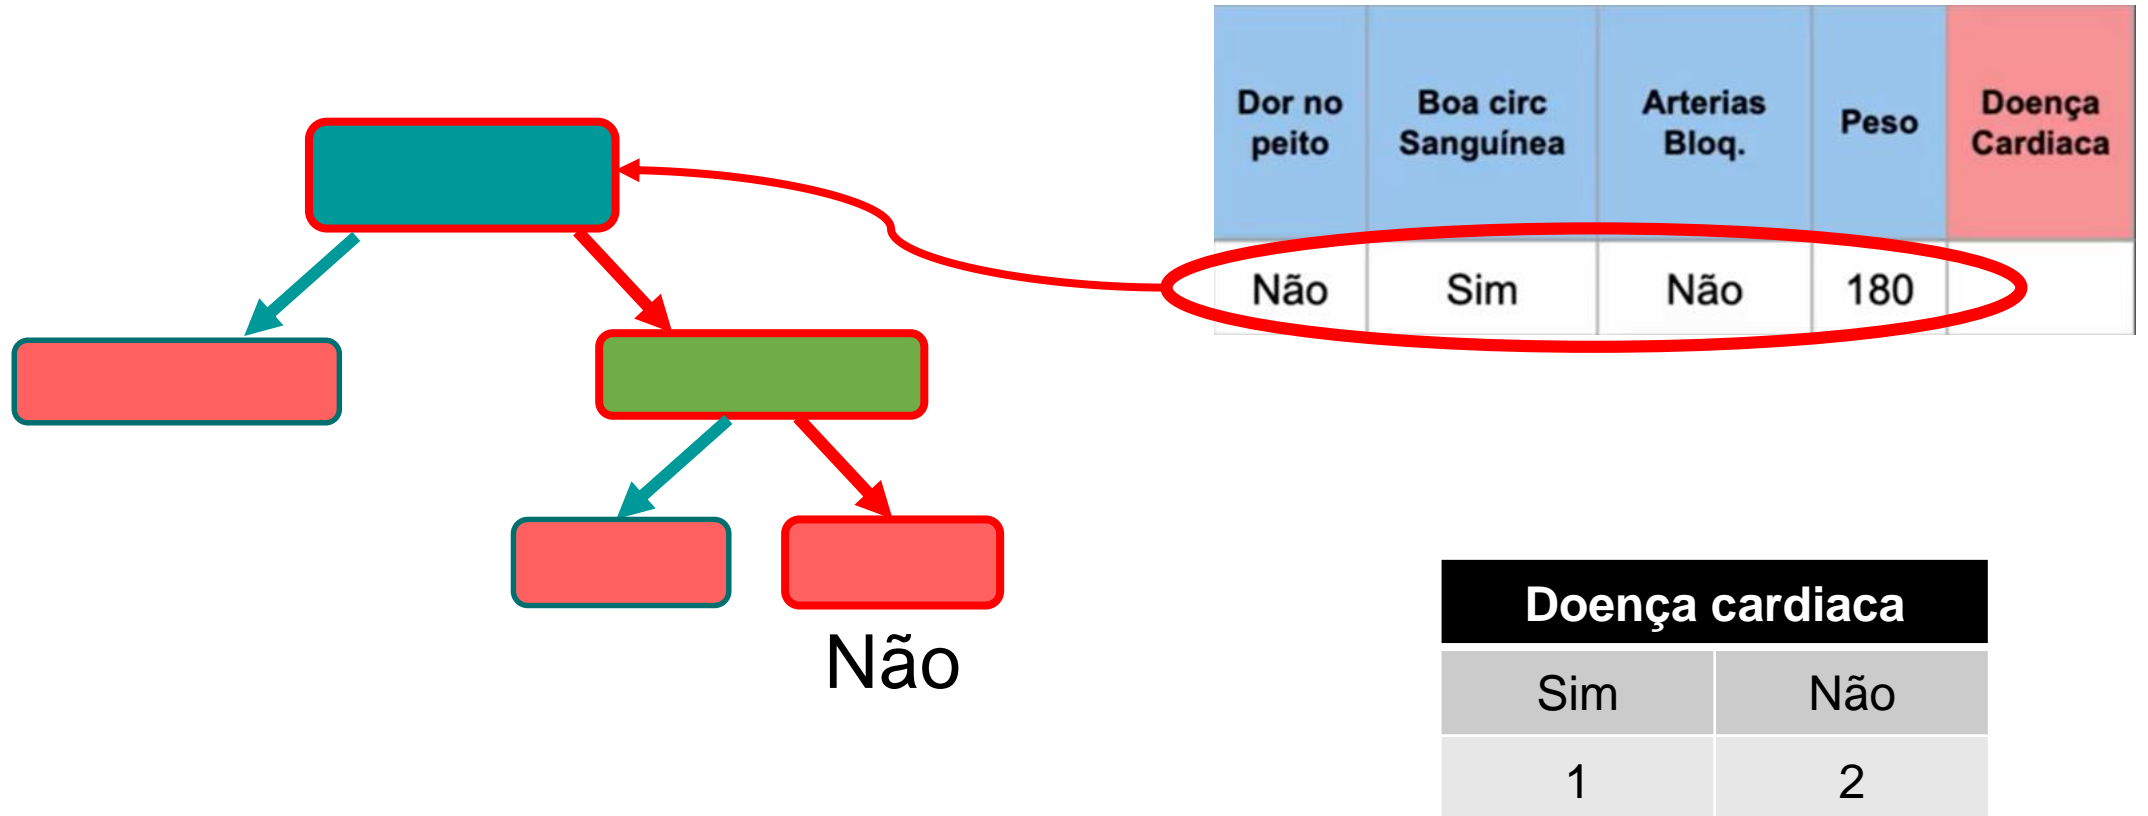 Dor no peito
Boa circ Sanguínea
Arterias Bloq.
Peso
Doença Cardiaca
Não Sim Não 180
Não
Doença cardiaca
Sim Não
1 2